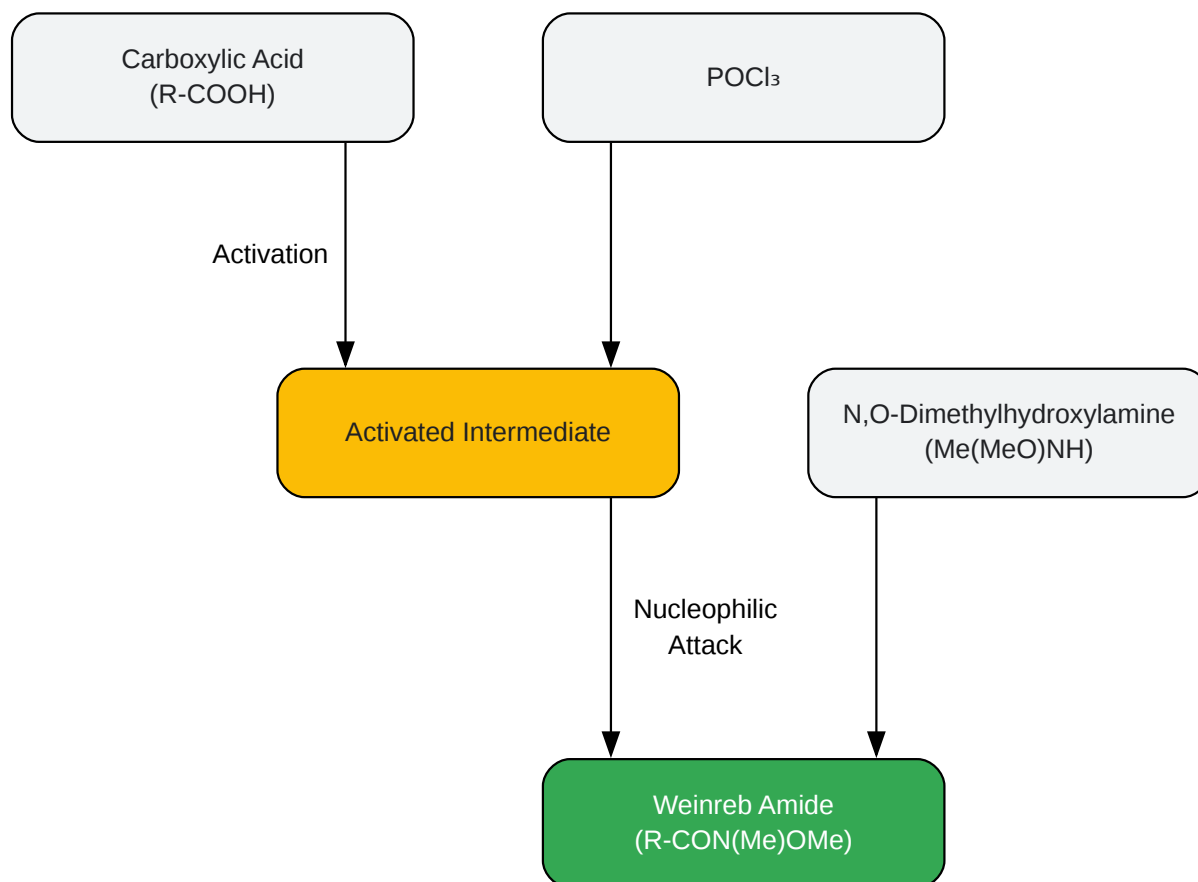 Carboxylic Acid
(R-COOH)
POCl₃
Activation
Activated Intermediate
N,O-Dimethylhydroxylamine
(Me(MeO)NH)
Nucleophilic
Attack
Weinreb Amide
(R-CON(Me)OMe)